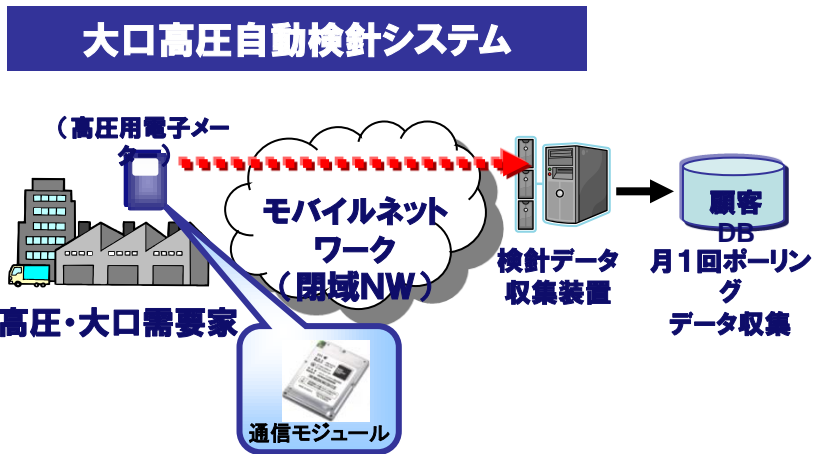 大口高圧自動検針システム
（高圧用電子メー
ター）
モバイルネット
ワーク
（閉域NW）
顧客
DB
検針データ
収集装置
月１回ポーリン
グ
データ収集
高圧・大口需要家
通信モジュール